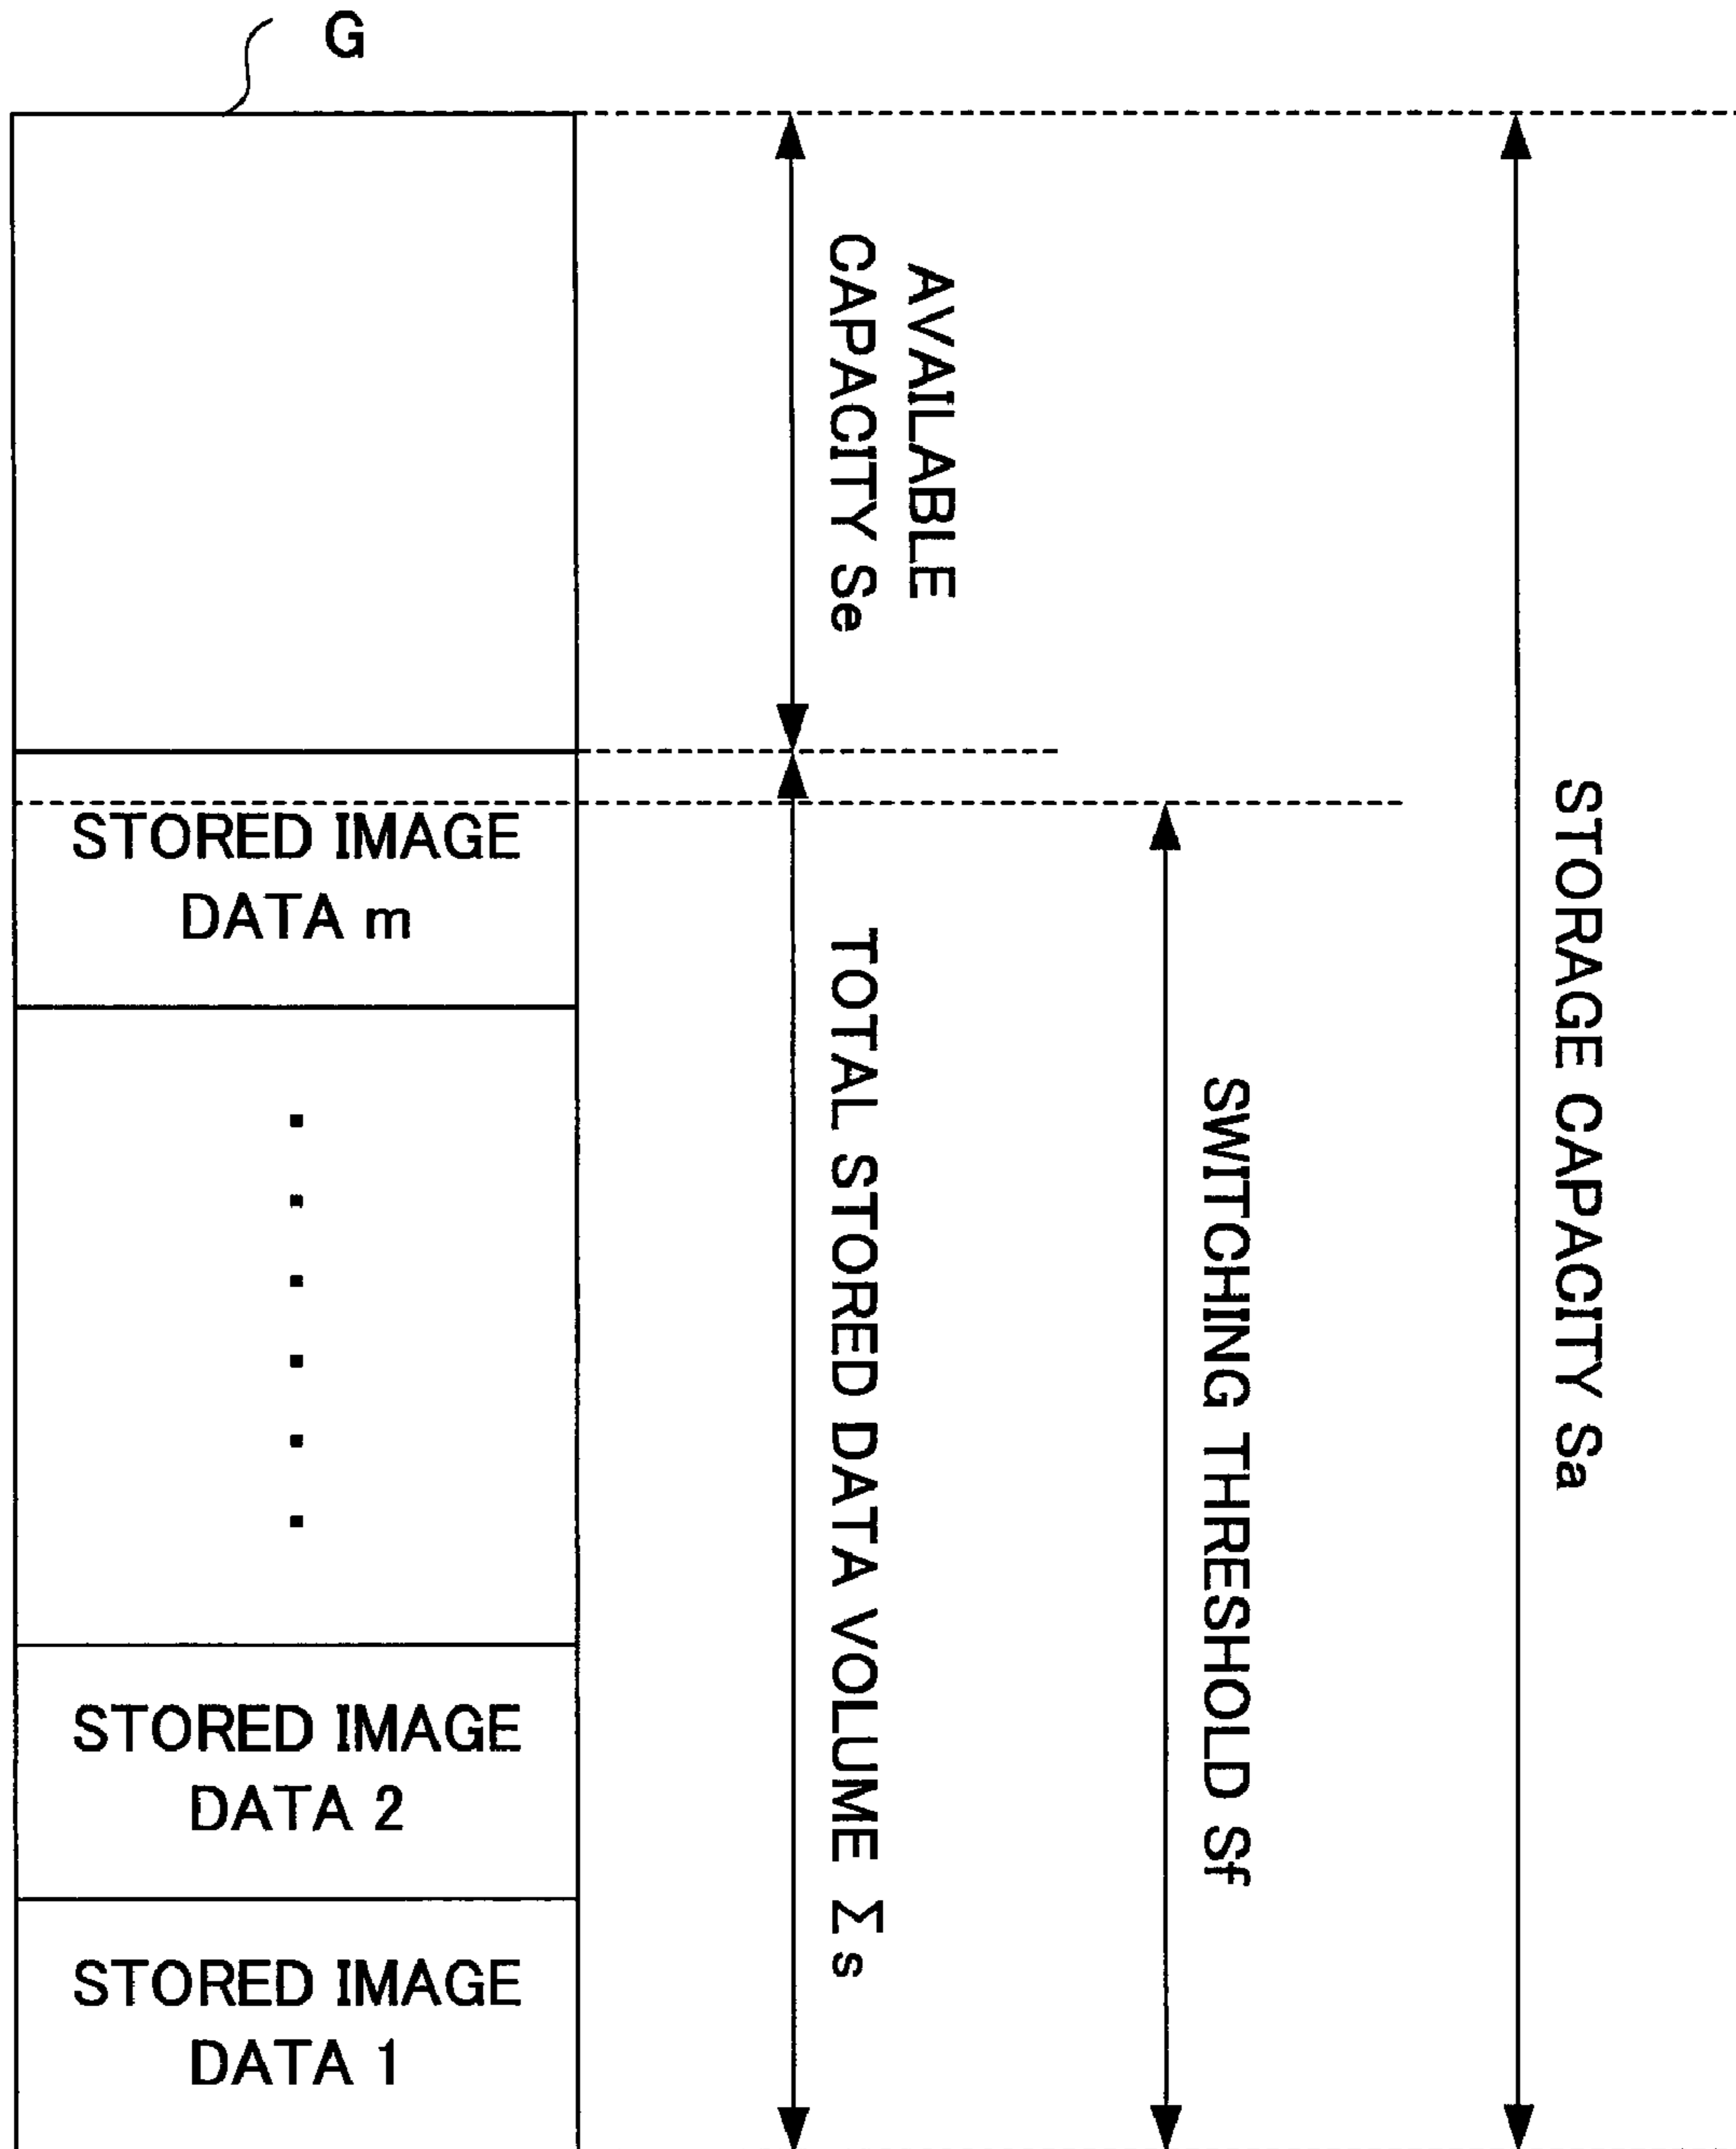 G
AVAILABLE
CAPACITY Se
STORED IMAGE
DATA m
TOTAL STORED DATA VOLUME Σs
SWITCHING THRESHOLD Sf
STORAGE CAPACITY Sa
STORED IMAGE
DATA 2
STORED IMAGE
DATA 1